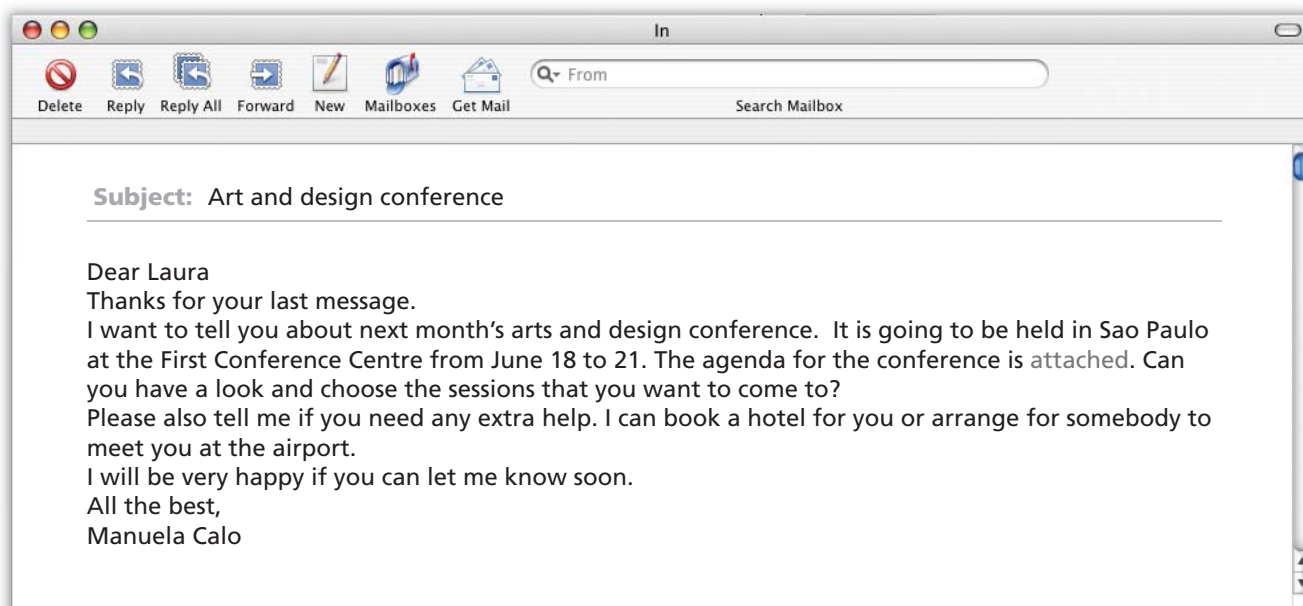 In
From
Delete Reply Reply All Forward New Mailboxes Get Mail Search Mailbox
Subject: Art and design conference
Dear Laura
Thanks for your last message.
I want to tell you about next month's arts and design conference. It is going to be held in Sao Paulo
at the First Conference Centre from June 18 to 21. The agenda for the conference is attached. Can
you have a look and choose the sessions that you want to come to?
Please also tell me if you need any extra help. I can book a hotel for you or arrange for somebody to
meet you at the airport.
I will be very happy if you can let me know soon.
All the best,
Manuela Calo